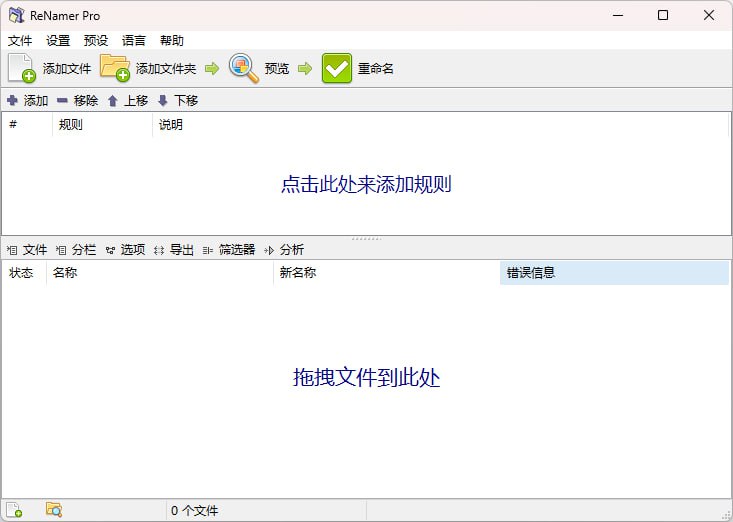 ReNamer Pro
文件 设置 预设 语言 帮助
添加文件 添加文件夹 预览 重命名
添加 移除 上移 下移
# 规则 说明
点击此处来添加规则
文件 分栏 选项 导出 筛选器 分析
状态 名称 新名称 错误信息
拖拽文件到此处
0 个文件